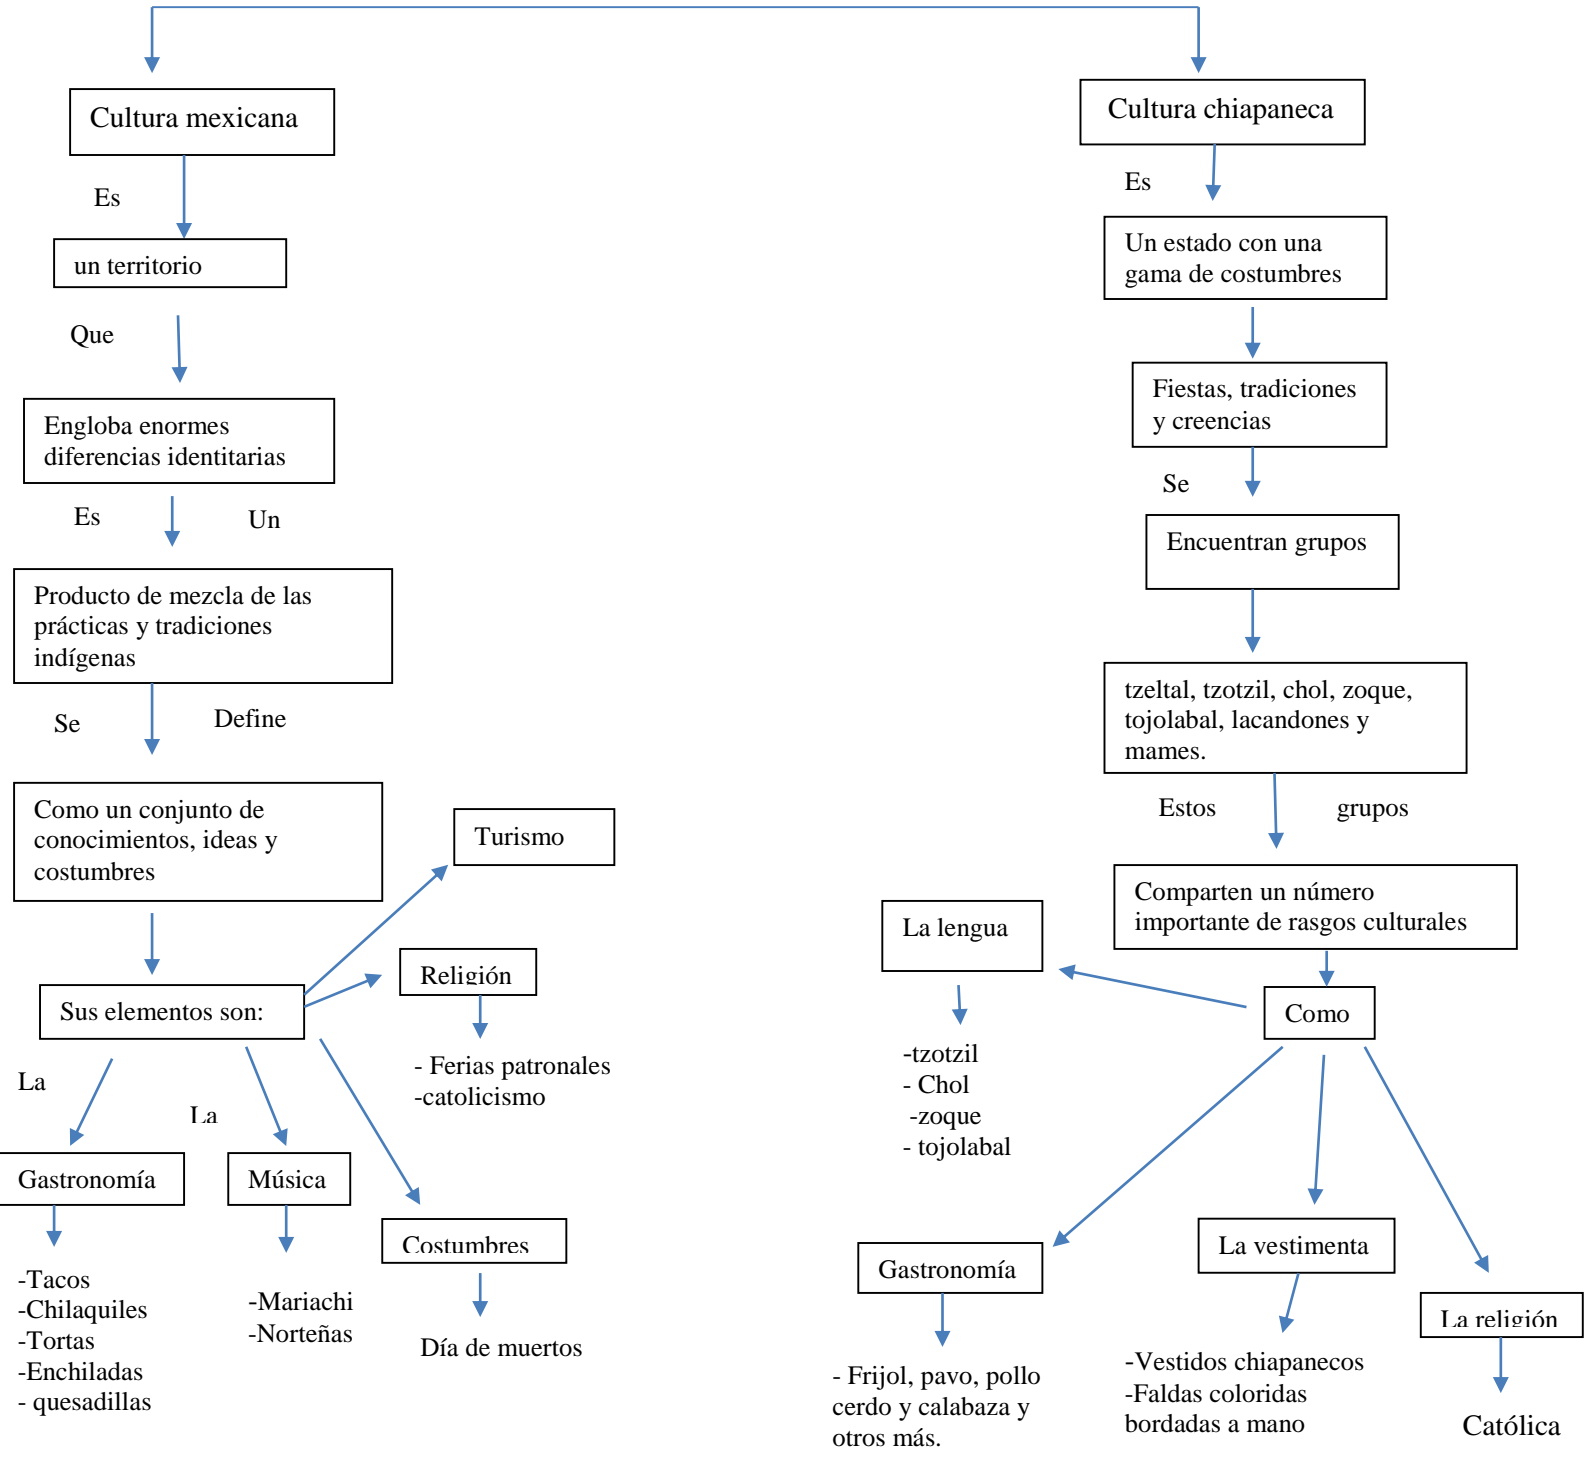 Cultura mexicana
Es
un territorio
Que
Engloba enormes
diferencias identitarias
Es
Un
Producto de mezcla de las
prácticas y tradiciones
indígenas
Se
Define
Como un conjunto de
conocimientos, ideas y
costumbres
Sus elementos son:
Turismo
Religión
- Ferias patronales
-catolicismo
La
La
Gastronomía
-Tacos
-Chilaquiles
-Tortas
-Enchiladas
- quesadillas
Música
-Mariachi
-Norteñas
Costumbres
Día de muertos
Cultura chiapaneca
Es
Un estado con una
gama de costumbres
Fiestas, tradiciones
y creencias
Se
Encuentran grupos
tzeltal, tzotzil, chol, zoque,
tojolabal, lacandones y
mames.
Estos
grupos
Comparten un número
importante de rasgos culturales
Como
La lengua
-tzotzil
- Chol
-zoque
- tojolabal
Gastronomía
- Frijol, pavo, pollo
cerdo y calabaza y
otros más.
La vestimenta
-Vestidos chiapanecos
-Faldas coloridas
bordadas a mano
La religión
Católica